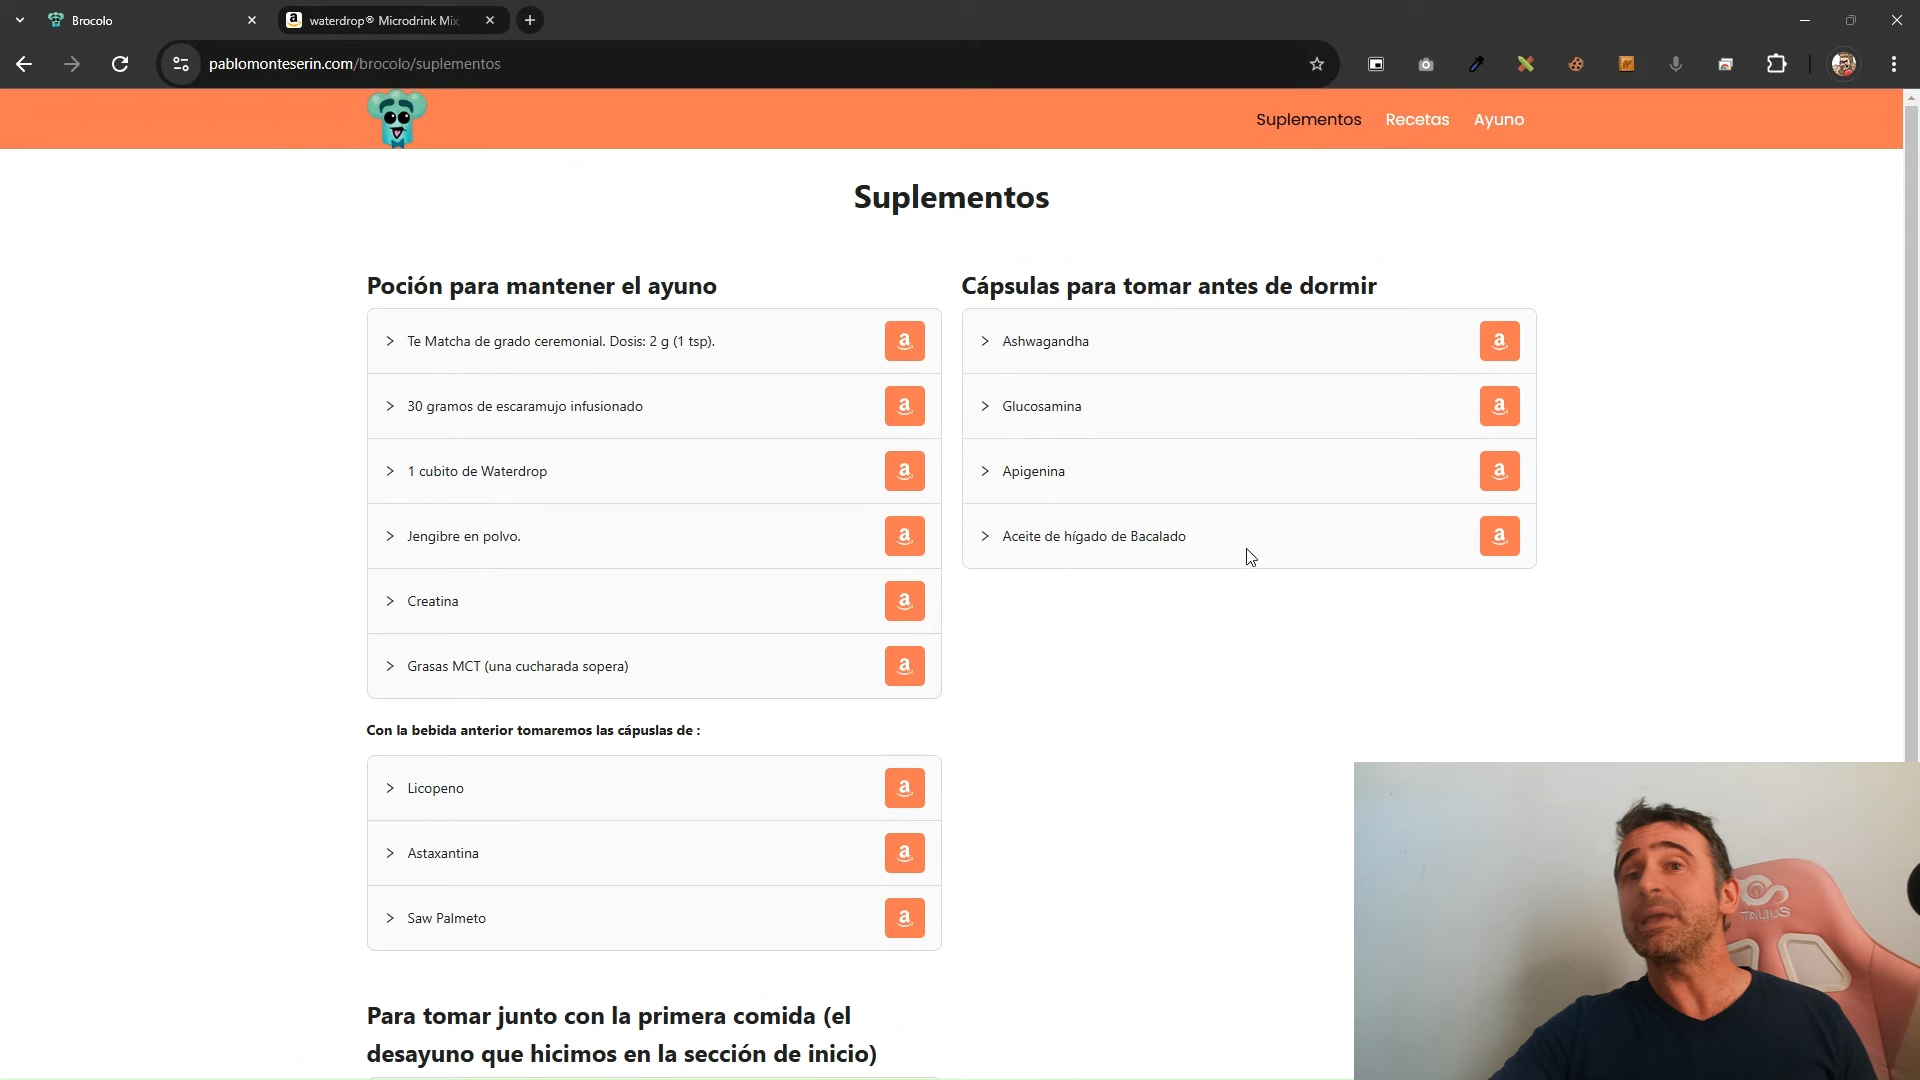 Brocolo
waterdrop® Microdrink Mix
pablomonteserin.com/brocolo/suplementos
Suplementos
Recetas
Ayuno
Suplementos
Poción para mantener el ayuno
Te Matcha de grado ceremonial. Dosis: 2 g (1 tsp).
30 gramos de escaramujo infusionado
1 cubito de Waterdrop
Jengibre en polvo.
Creatina
Grasas MCT (una cucharada sopera)
Con la bebida anterior tomaremos las cápuslas de :
Licopeno
Astaxantina
Saw Palmeto
Para tomar junto con la primera comida (el
desayuno que hicimos en la sección de inicio)
Cápsulas para tomar antes de dormir
Ashwagandha
Glucosamina
Apigenina
Aceite de hígado de Bacalado
TALIUS